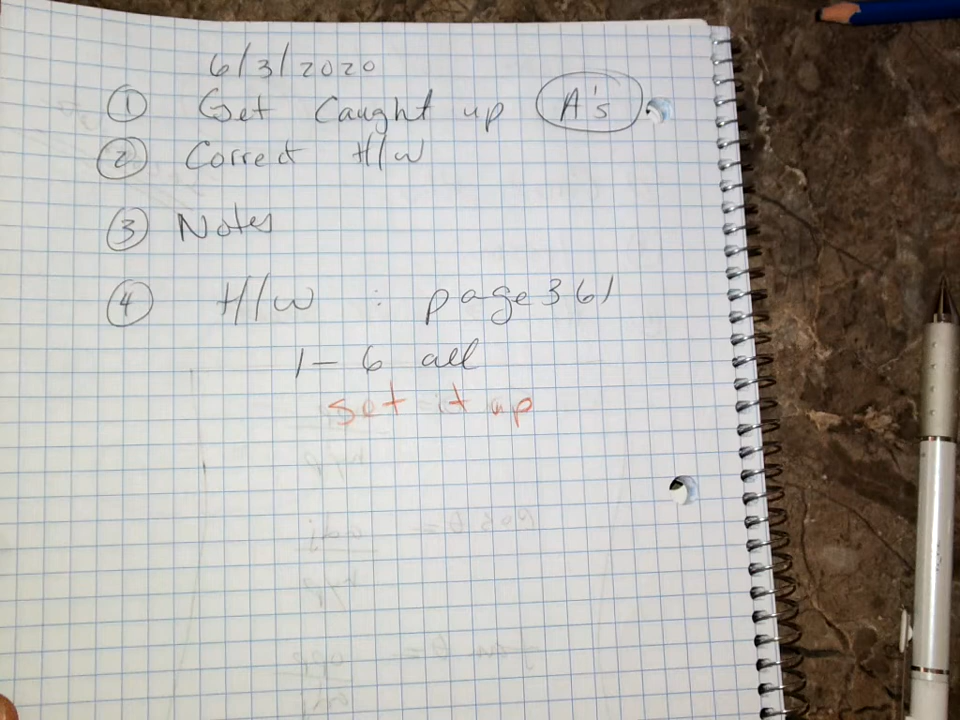 6/3/2020
① Get Caught up A's
② Correct H/W
③ Notes
④ H/W : page 361
1 - 6 all
set it up